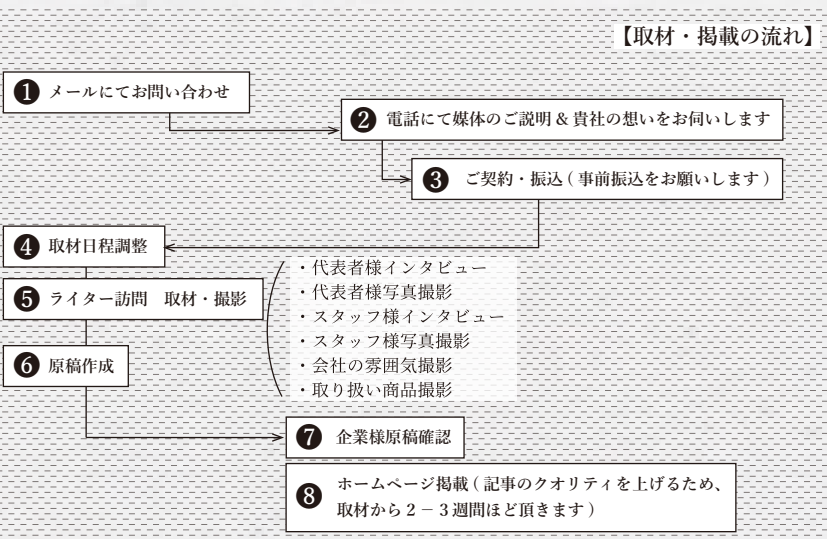 【取材・掲載の流れ】
❶ メールにてお問い合わせ
❷ 電話にて媒体のご説明 & 貴社の想いをお伺いします
❸ ご契約・振込 ( 事前振込をお願いします )
❹ 取材日程調整
❺ ライター訪問　取材・撮影
・代表者様インタビュー
・代表者様写真撮影
・スタッフ様インタビュー
・スタッフ様写真撮影
・会社の雰囲気撮影
・取り扱い商品撮影
❻ 原稿作成
❼ 企業様原稿確認
❽ ホームページ掲載 ( 記事のクオリティを上げるため、
取材から２－３週間ほど頂きます )